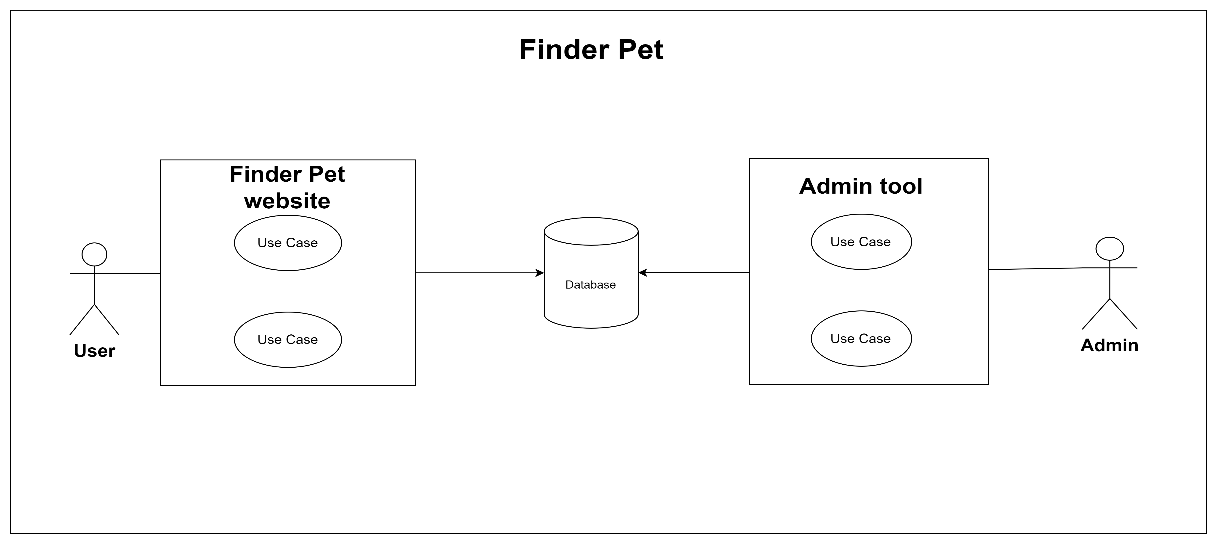 Finder Pet
Finder Pet
website
Use Case
Use Case
User
Database
Admin tool
Use Case
Use Case
Admin